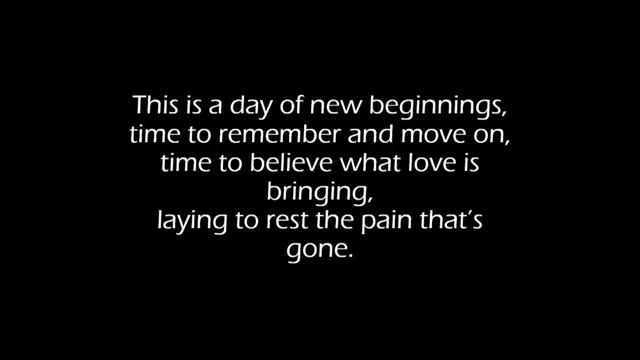 This is a day of new beginnings,
time to remember and move on,
time to believe what love is
bringing,
laying to rest the pain that's
gone.